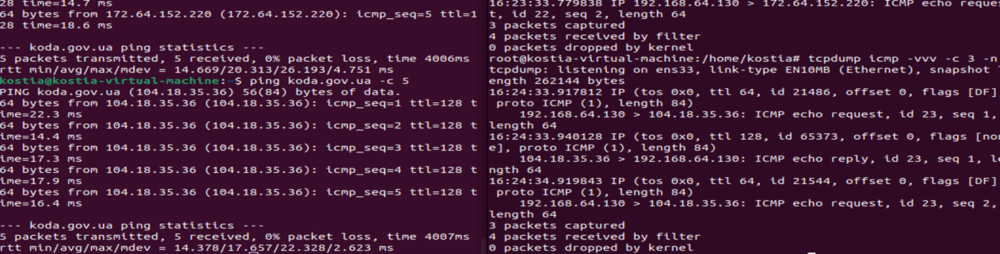 28 time=14.7 ms
64 bytes from 172.64.152.220 (172.64.152.220): icmp_seq=5 ttl=1
28 time=18.6 ms
--- koda.gov.ua ping statistics ---
5 packets transmitted, 5 received, 0% packet loss, time 4006ms
rtt min/avg/max/mdev = 14.669/20.313/26.193/4.751 ms
kostia@kostia-virtual-machine:~$ ping koda.gov.ua -c 5
PING koda.gov.ua (104.18.35.36) 56(84) bytes of data.
64 bytes from 104.18.35.36 (104.18.35.36): icmp_seq=1 ttl=128 t
ime=22.3 ms
64 bytes from 104.18.35.36 (104.18.35.36): icmp_seq=2 ttl=128 t
ime=14.4 ms
64 bytes from 104.18.35.36 (104.18.35.36): icmp_seq=3 ttl=128 t
ime=17.3 ms
64 bytes from 104.18.35.36 (104.18.35.36): icmp_seq=4 ttl=128 t
ime=17.9 ms
64 bytes from 104.18.35.36 (104.18.35.36): icmp_seq=5 ttl=128 t
ime=16.4 ms
--- koda.gov.ua ping statistics ---
5 packets transmitted, 5 received, 0% packet loss, time 4007ms
rtt min/avg/max/mdev = 14.378/17.657/22.328/2.623 ms
16:23:33.779838 IP 192.168.64.130 > 172.64.152.220: ICMP echo reques
t, id 22, seq 2, length 64
3 packets captured
4 packets received by filter
0 packets dropped by kernel
root@kostia-virtual-machine:/home/kostia# tcpdump icmp -vvv -c 3 -n
tcpdump: listening on ens33, link-type EN10MB (Ethernet), snapshot l
ength 262144 bytes
16:24:33.917812 IP (tos 0x0, ttl 64, id 21486, offset 0, flags [DF]
proto ICMP (1), length 84)
192.168.64.130 > 104.18.35.36: ICMP echo request, id 23, seq 1,
length 64
16:24:33.940128 IP (tos 0x0, ttl 128, id 65373, offset 0, flags [non
e], proto ICMP (1), length 84)
104.18.35.36 > 192.168.64.130: ICMP echo reply, id 23, seq 1, le
ngth 64
16:24:34.919843 IP (tos 0x0, ttl 64, id 21544, offset 0, flags [DF]
proto ICMP (1), length 84)
192.168.64.130 > 104.18.35.36: ICMP echo request, id 23, seq 2,
length 64
3 packets captured
4 packets received by filter
0 packets dropped by kernel